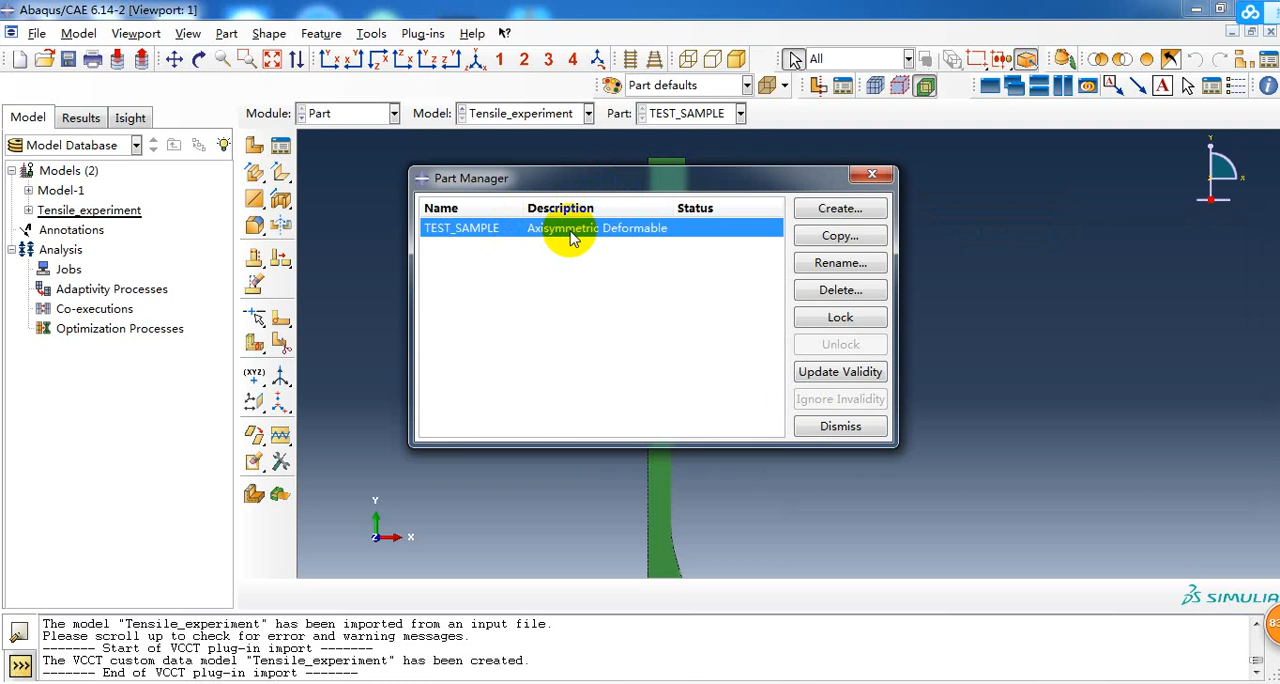 Abaqus/CAE 6.14-2 [Viewport: 1]
File Model Viewport View Part Shape Feature Tools Plug-ins Help
1 2 3 4 All
Part defaults
Model Results Isight
Module: Part Model: Tensile_experiment Part: TEST_SAMPLE
Model Database
Models (2)
Model-1
Tensile_experiment
Annotations
Analysis
Jobs
Adaptivity Processes
Co-executions
Optimization Processes
(XYZ)
Part Manager
Name Description Status
TEST_SAMPLE Axisymmetric Deformable
Create...
Copy...
Rename...
Delete...
Lock
Unlock
Update Validity
Ignore Invalidity
Dismiss
Y
X
Z
Y
X
SIMULIA
The model "Tensile_experiment" has been imported from an input file.
Please scroll up to check for error and warning messages.
------- Start of VCCT plug-in import -------
The VCCT custom data model "Tensile_experiment" has been created.
------- End of VCCT plug-in import -------
>>>
83